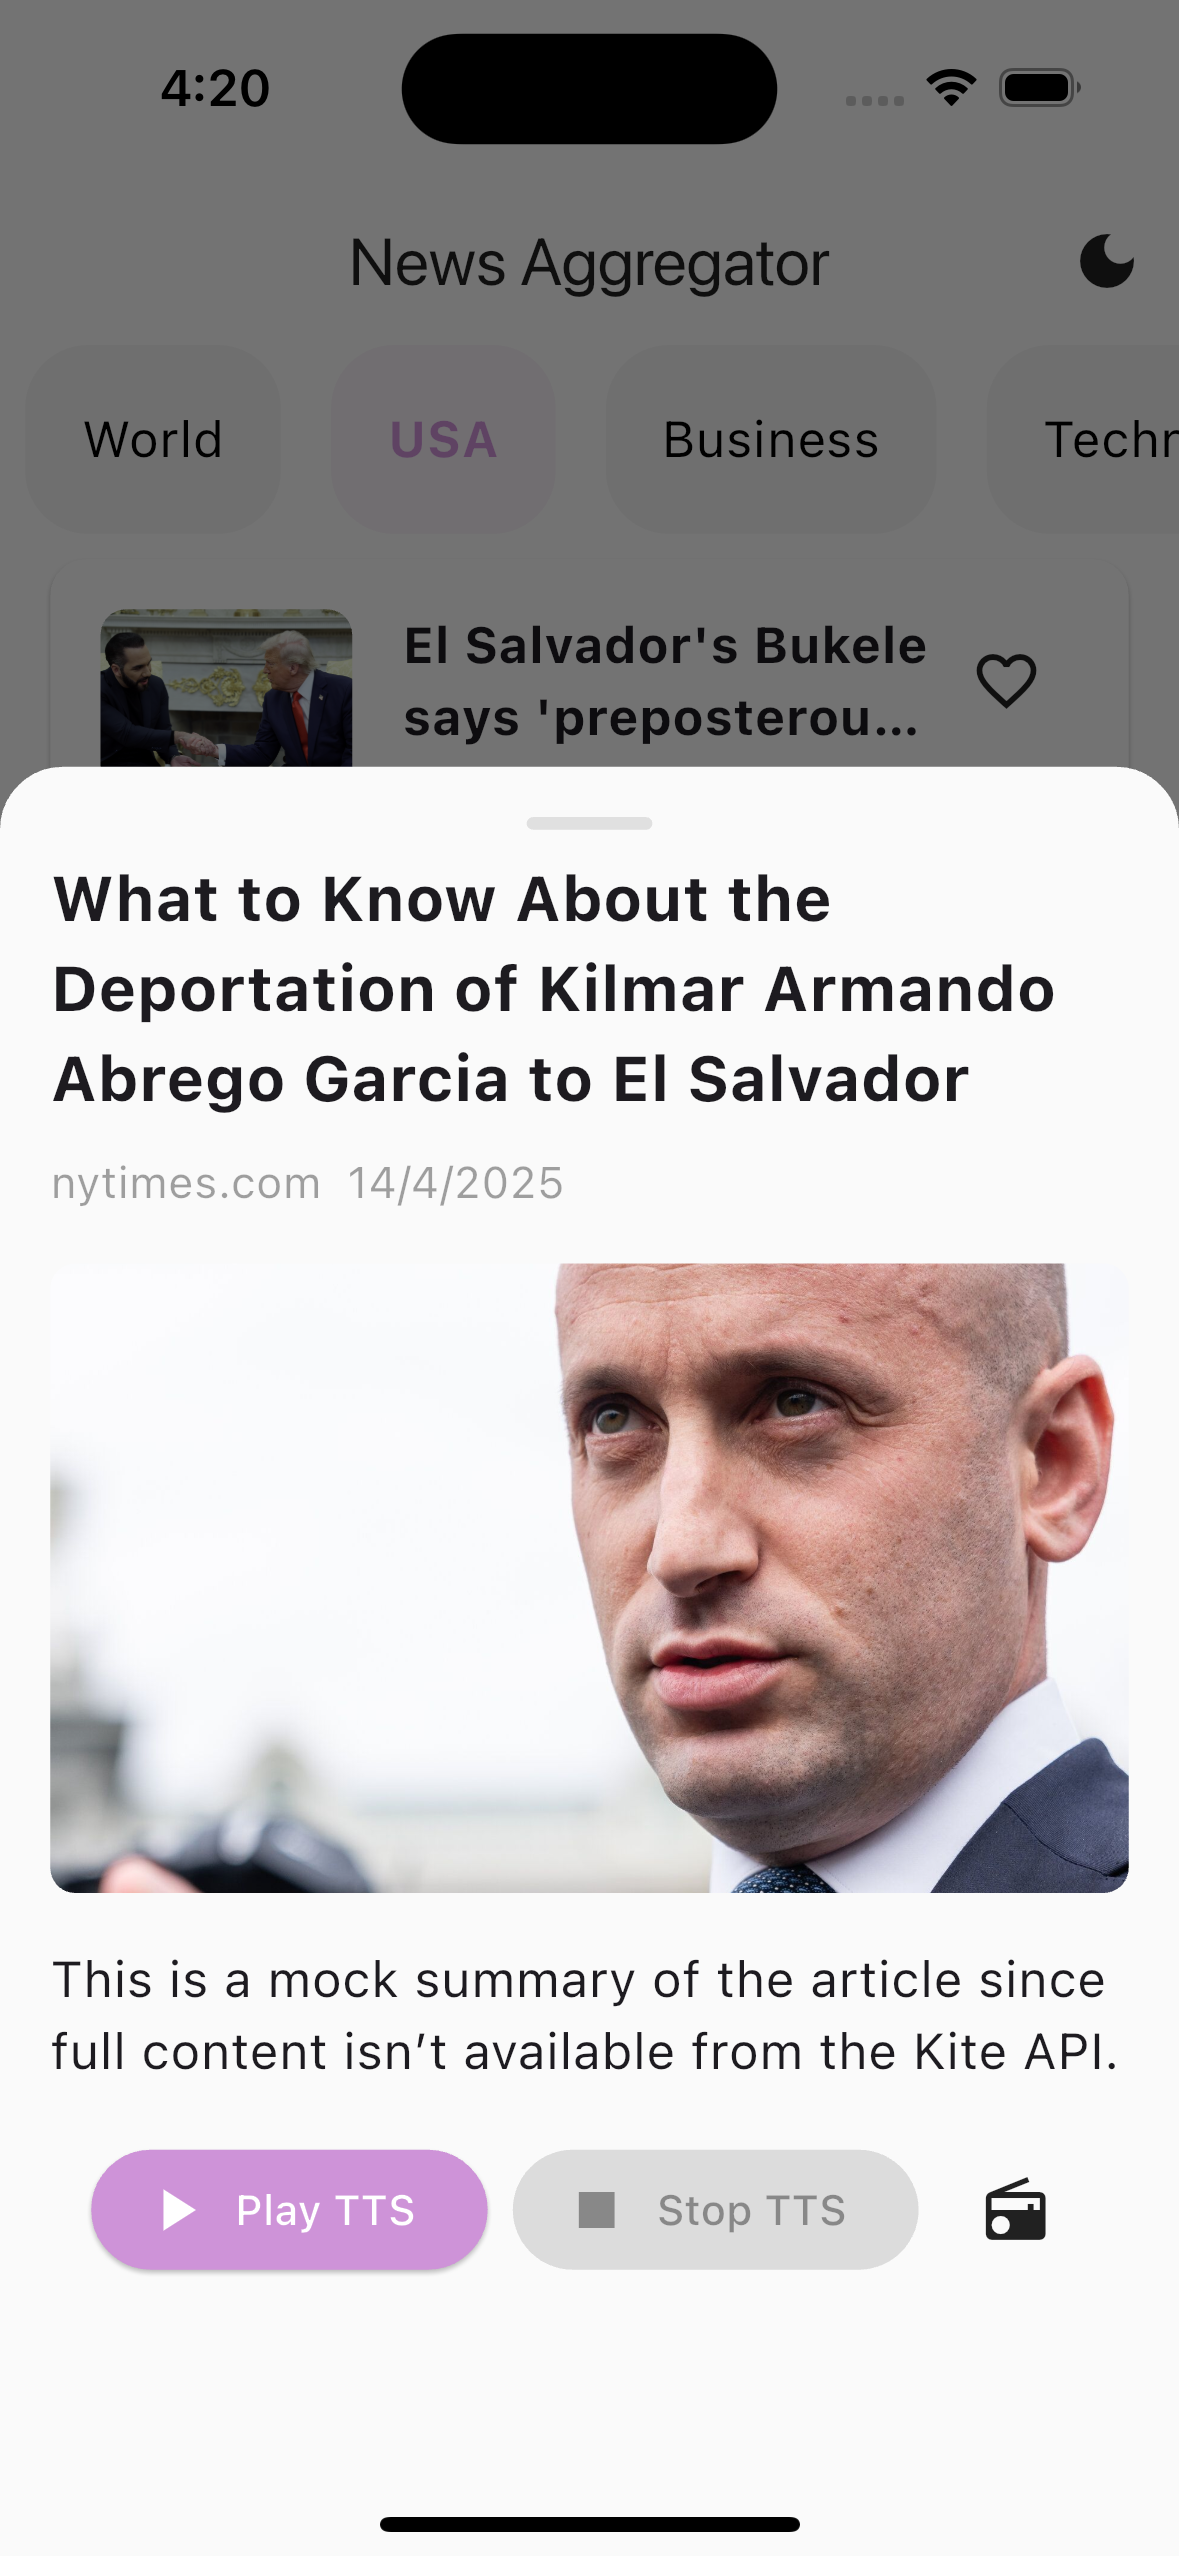 4:20
News Aggregator
World
USA
Business
Techn
El Salvador's Bukele
says 'preposterou...
What to Know About the
Deportation of Kilmar Armando
Abrego Garcia to El Salvador
nytimes.com 14/4/2025
This is a mock summary of the article since
full content isn’t available from the Kite API.
Play TTS
Stop TTS